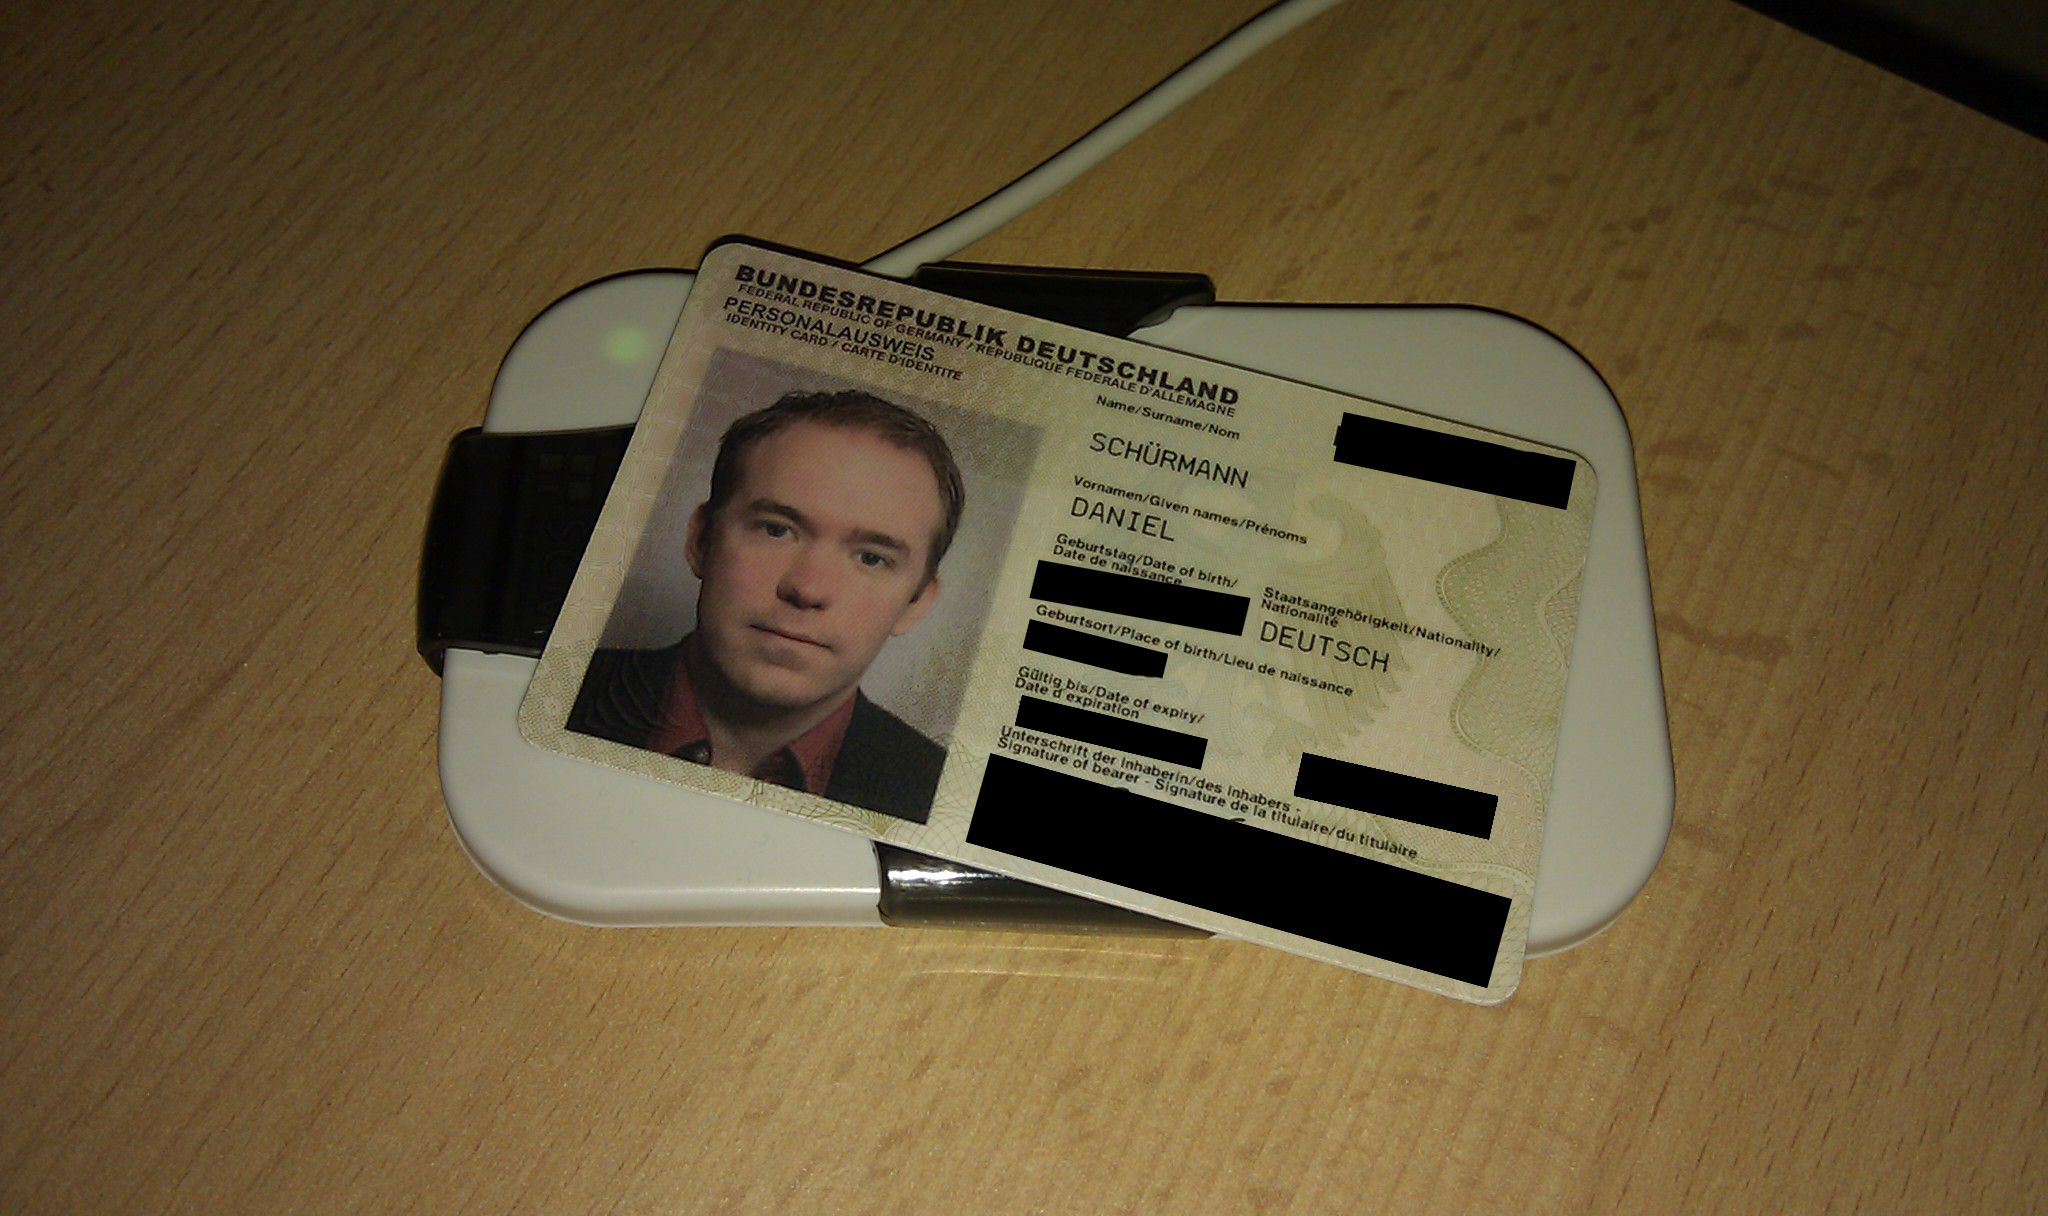 BUNDESREPUBLIK DEUTSCHLAND
FEDERAL REPUBLIC OF GERMANY / RÉPUBLIQUE FÉDÉRALE D'ALLEMAGNE
PERSONALAUSWEIS
IDENTITY CARD / CARTE D'IDENTITÉ
Name/Surname/Nom
SCHÜRMANN
Vornamen/Given names/Prénoms
DANIEL
Geburtstag/Date of birth/
Date de naissance
Staatsangehörigkeit/Nationality/
Nationalité
DEUTSCH
Geburtsort/Place of birth/Lieu de naissance
Gültig bis/Date of expiry/
Date d'expiration
Unterschrift der Inhaberin/des Inhabers -
Signature of bearer - Signature de la titulaire/du titulaire